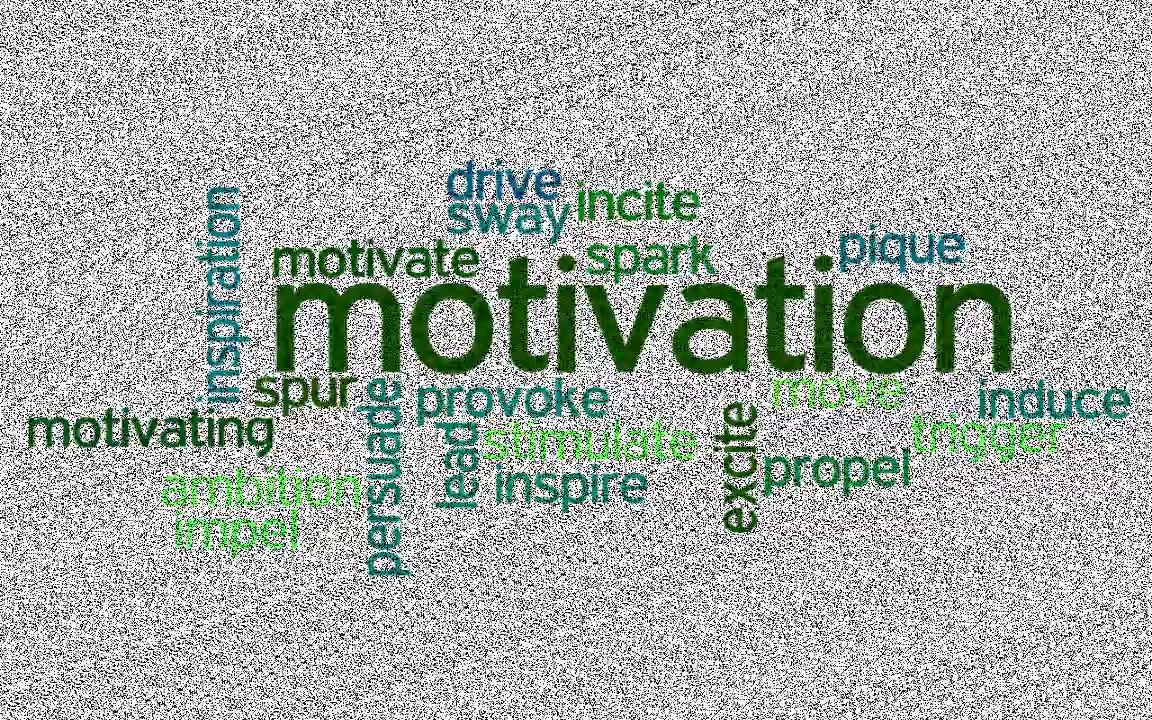 drive
sway
incite
inspiration
motivate
spark
pique
motivation
spur
persuade
provoke
move
induce
motivating
lead
stimulate
excite
trigger
propel
ambition
inspire
impel